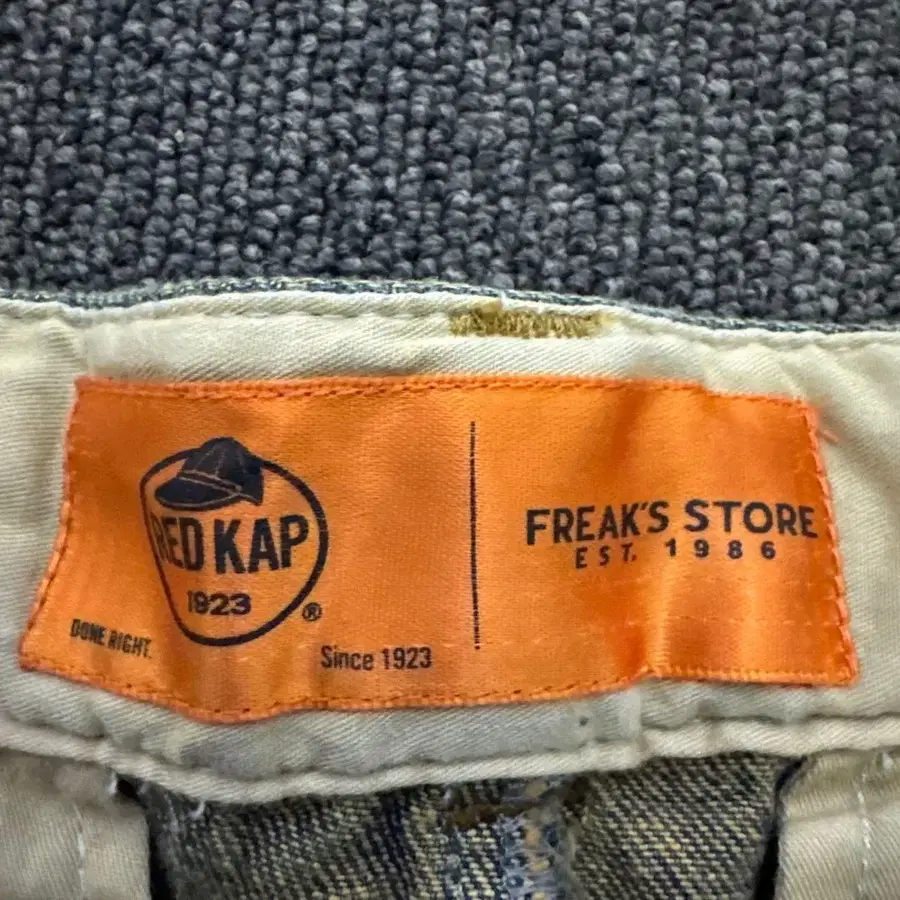 RED KAP
1923
®
DONE RIGHT.
Since 1923
FREAK'S STORE
EST. 1986